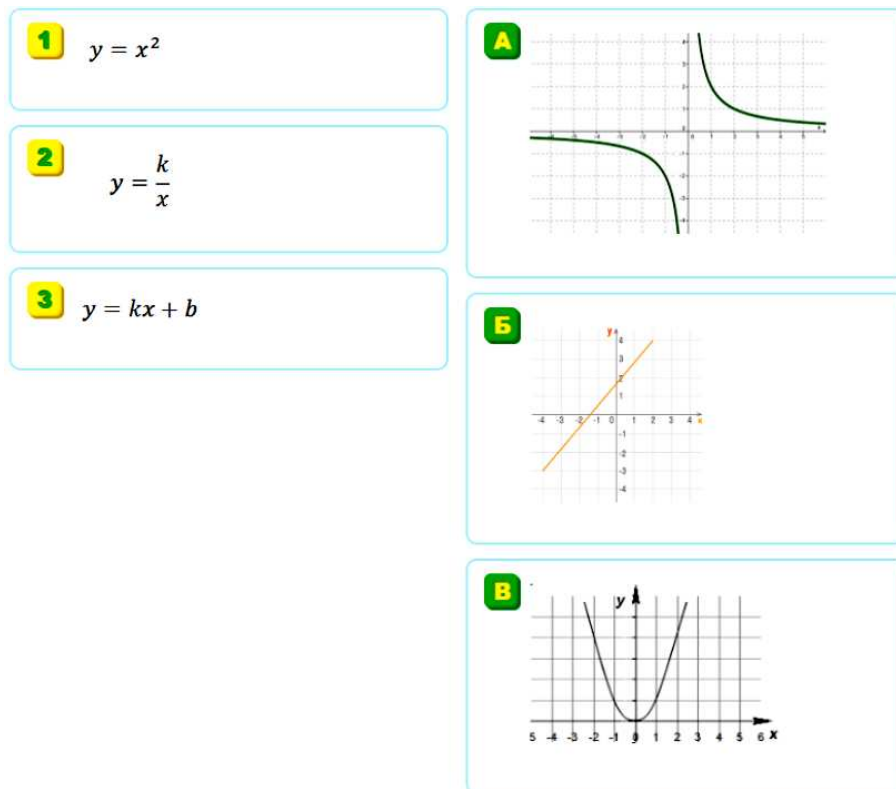 1
y = x²
2
y = k/x
3
y = kx + b
А
Б
y
4
3
2
1
-4 -3 -2 -1 0 1 2 3 4 x
-1
-2
-3
-4
В
y
5 -4 -3 -2 -1 0 1 2 3 4 5 6 x